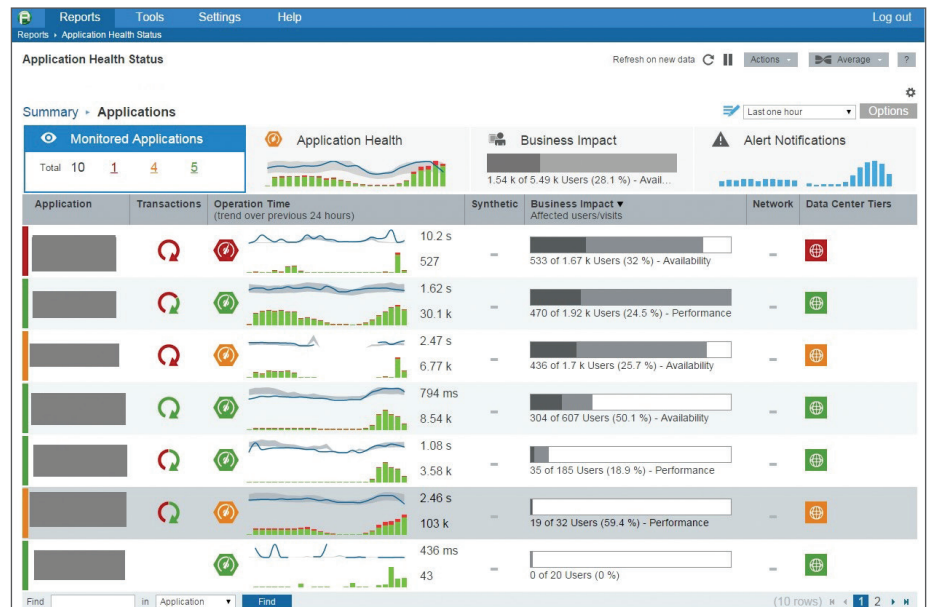 Reports Tools Settings Help Log out
Reports ▸ Application Health Status
Application Health Status Refresh on new data Actions Average ?
Summary ▸ Applications Last one hour Options
Monitored Applications Application Health Business Impact Alert Notifications
Total 10 1 4 5
1.54 k of 5.49 k Users (28.1 %) - Avail...
Application Transactions Operation Time Synthetic Business Impact ▼ Network Data Center Tiers
(trend over previous 24 hours) Affected users/visits
10.2 s
527 – 533 of 1.67 k Users (32 %) - Availability –
1.62 s
30.1 k – 470 of 1.92 k Users (24.5 %) - Performance –
2.47 s
6.77 k – 436 of 1.7 k Users (25.7 %) - Availability –
794 ms
8.54 k – 304 of 607 Users (50.1 %) - Availability –
1.08 s
3.58 k – 35 of 185 Users (18.9 %) - Performance –
2.46 s
103 k – 19 of 32 Users (59.4 %) - Performance –
436 ms
43 – 0 of 20 Users (0 %) –
Find in Application Find (10 rows) 1 2